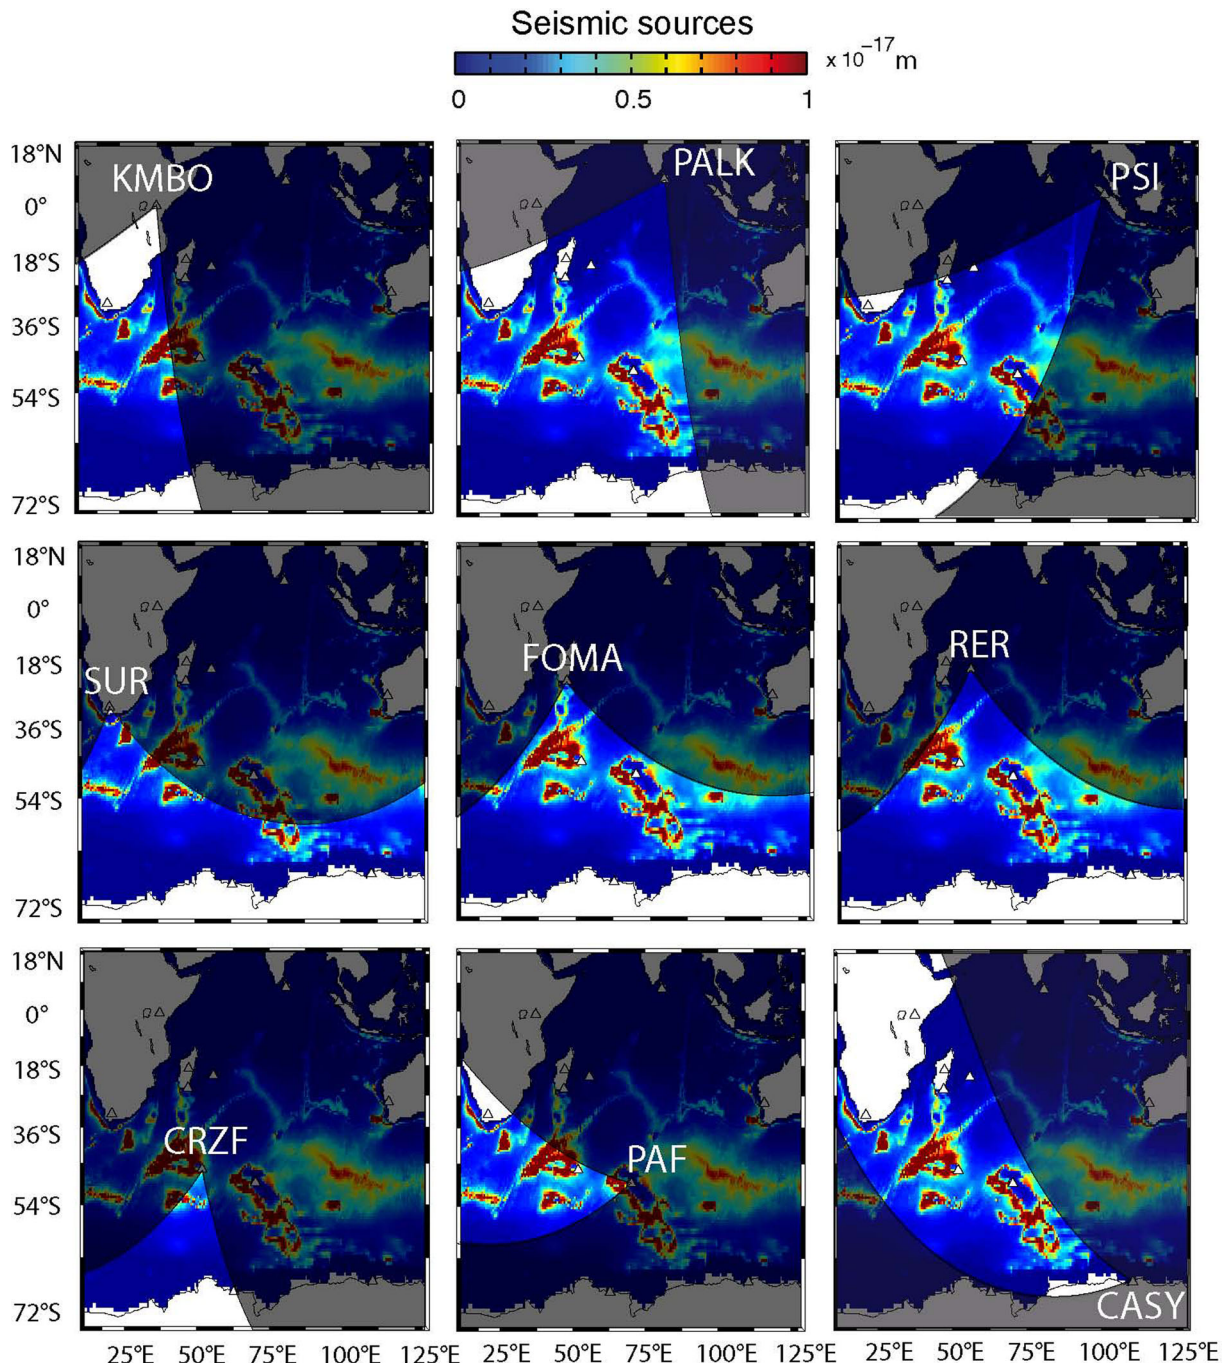 Seismic sources
x 10⁻¹⁷ m
0 0.5 1
KMBO PALK PSI
18°N
0°
18°S
36°S
54°S
72°S
SUR FOMA RER
18°N
0°
18°S
36°S
54°S
72°S
CRZF PAF CASY
18°N
0°
18°S
36°S
54°S
72°S
25°E 50°E 75°E 100°E 125°E 25°E 50°E 75°E 100°E 125°E 25°E 50°E 75°E 100°E 125°E